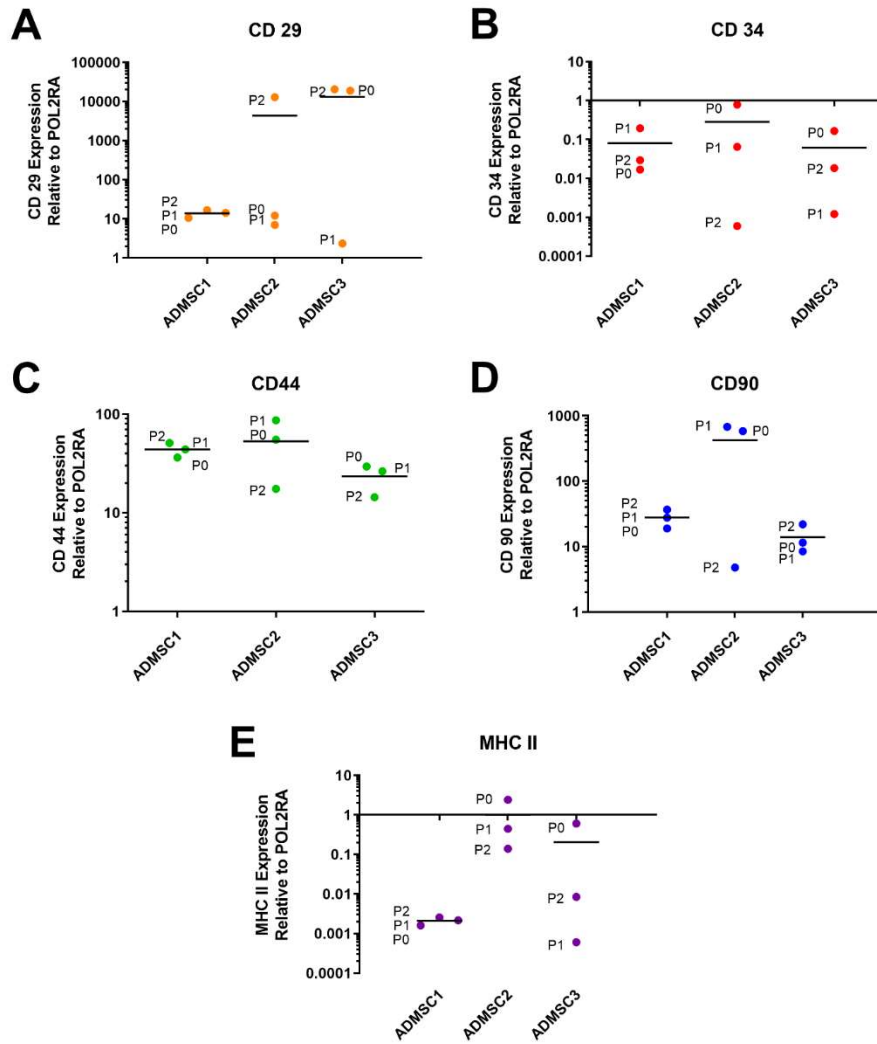 A
CD 29
CD 29 Expression
Relative to POL2RA
100000
10000
1000
100
10
1
P2
P1
P0
P2
P0
P1
P2
P0
P1
ADMSC1
ADMSC2
ADMSC3
B
CD 34
CD 34 Expression
Relative to POL2RA
10
1
0.1
0.01
0.001
0.0001
P1
P2
P0
P0
P1
P2
P0
P2
P1
ADMSC1
ADMSC2
ADMSC3
C
CD44
CD 44 Expression
Relative to POL2RA
100
10
1
P2
P1
P0
P1
P0
P2
P0
P1
P2
ADMSC1
ADMSC2
ADMSC3
D
CD90
CD 90 Expression
Relative to POL2RA
1000
100
10
1
P2
P1
P0
P1
P0
P2
P2
P0
P1
ADMSC1
ADMSC2
ADMSC3
E
MHC II
MHC II Expression
Relative to POL2RA
10
1
0.1
0.01
0.001
0.0001
P2
P1
P0
P0
P1
P2
P0
P2
P1
ADMSC1
ADMSC2
ADMSC3